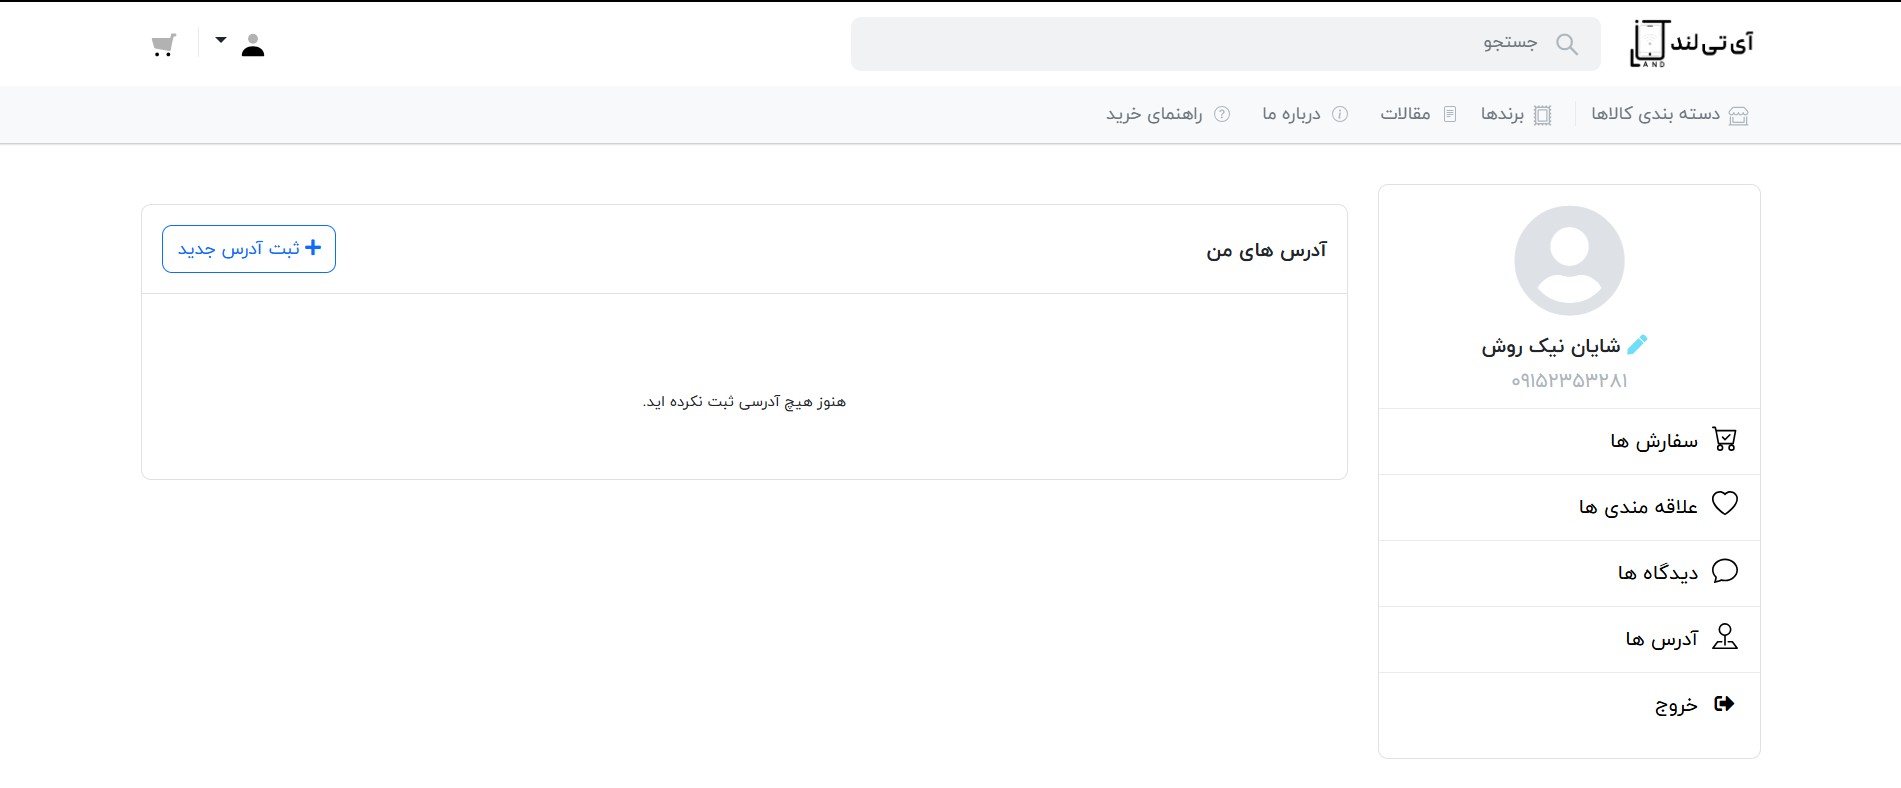 آی تی لند
LAND
جستجو
دسته بندی کالاها
برندها
مقالات
درباره ما
راهنمای خرید
شایان نیک روش
۰۹۱۵۲۳۵۳۲۸۱
سفارش ها
علاقه مندی ها
دیدگاه ها
آدرس ها
خروج
آدرس های من
ثبت آدرس جدید
هنوز هیچ آدرسی ثبت نکرده اید.